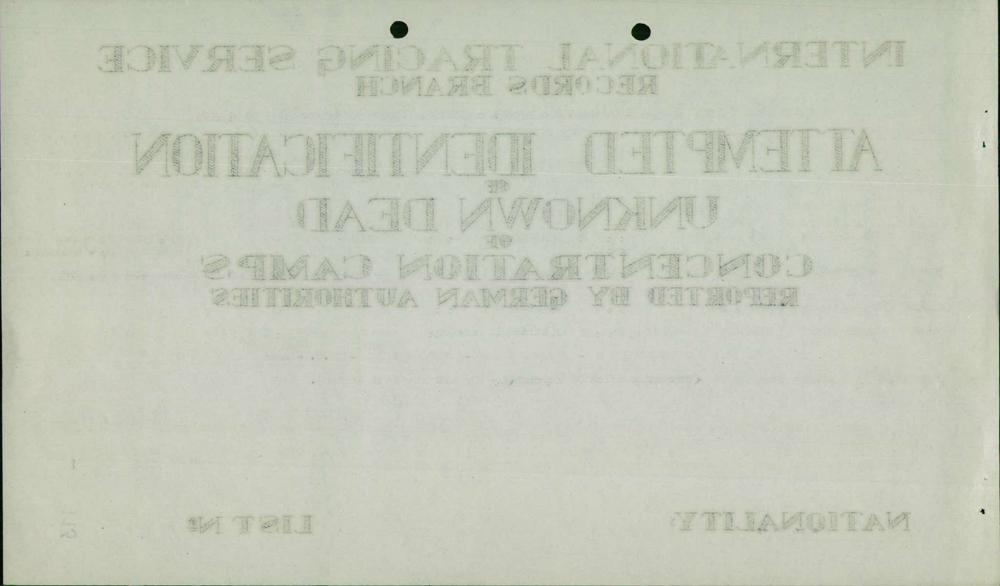 INTERNATIONAL TRACING SERVICE
RECORDS BRANCH
ATTEMPTED IDENTIFICATION
OF
UNKNOWN DEAD
OF
CONCENTRATION CAMPS
REPORTED BY GERMAN AUTHORITIES
NATIONALITY: LIST Nº